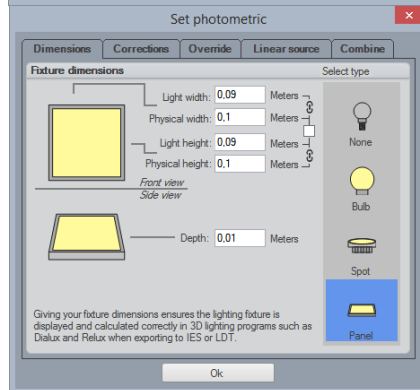 Set photometric
Dimensions Corrections Override Linear source Combine
Fixture dimensions
Select type
Light width: 0,09 Meters
Physical width: 0,1 Meters
Light height: 0,09 Meters
Physical height: 0,1 Meters
Front view
Side view
Depth: 0,01 Meters
None
Bulb
Spot
Panel
Giving your fixture dimensions ensures the lighting fixture is
displayed and calculated correctly in 3D lighting programs such as
Dialux and Relux when exporting to IES or LDT.
Ok